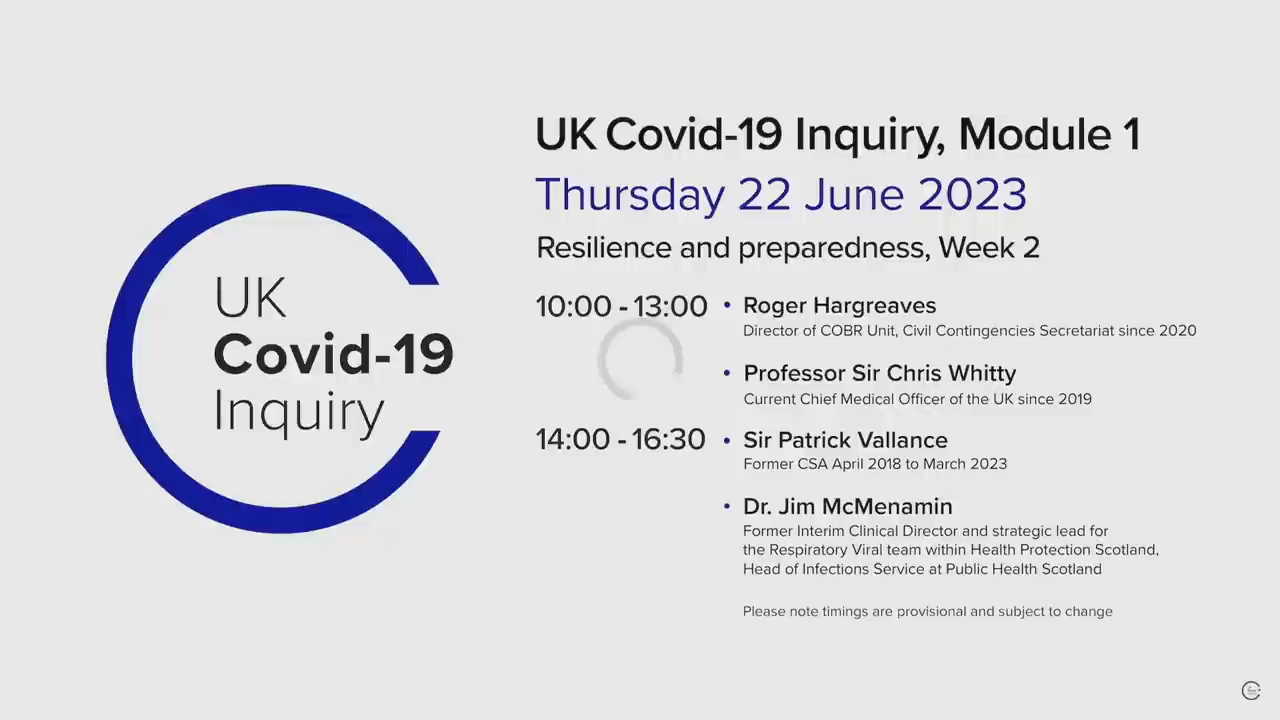 UK Covid-19 Inquiry, Module 1
Thursday 22 June 2023
Resilience and preparedness, Week 2
UK
Covid-19
Inquiry
10:00 - 13:00 • Roger Hargreaves
Director of COBR Unit, Civil Contingencies Secretariat since 2020
• Professor Sir Chris Whitty
Current Chief Medical Officer of the UK since 2019
14:00 - 16:30 • Sir Patrick Vallance
Former CSA April 2018 to March 2023
• Dr. Jim McMenamin
Former Interim Clinical Director and strategic lead for
the Respiratory Viral team within Health Protection Scotland,
Head of Infections Service at Public Health Scotland
Please note timings are provisional and subject to change